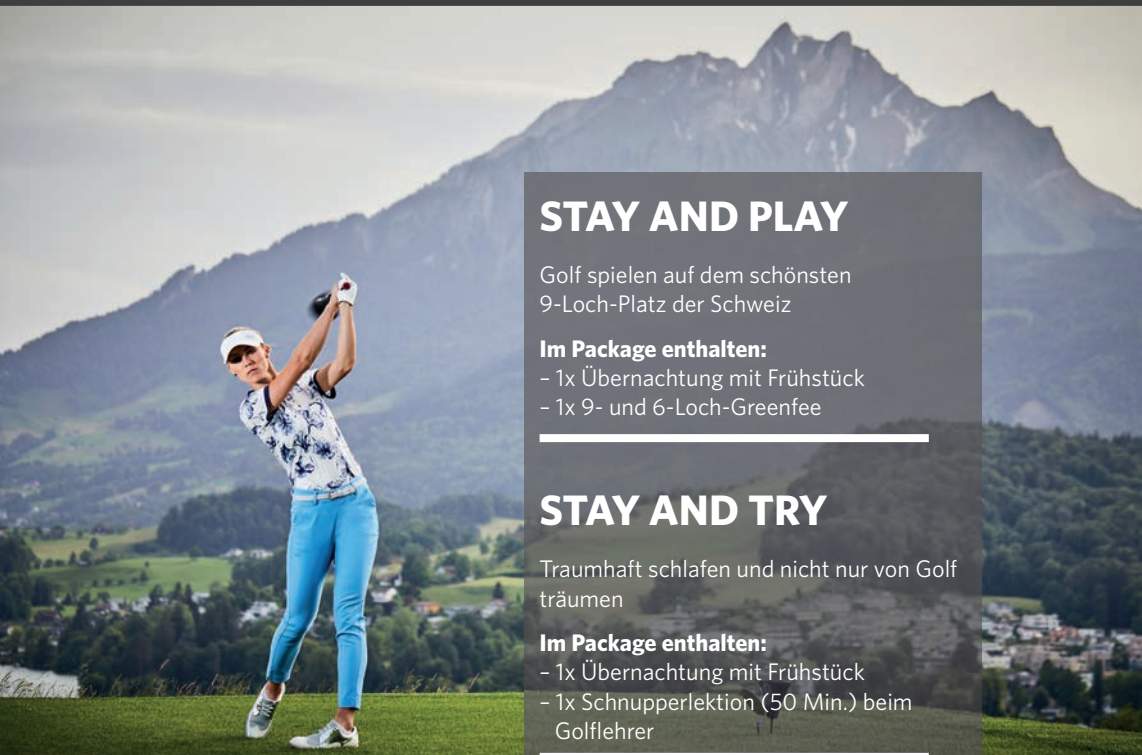 STAY AND PLAY
Golf spielen auf dem schönsten
9-Loch-Platz der Schweiz
Im Package enthalten:
– 1x Übernachtung mit Frühstück
– 1x 9- und 6-Loch-Greenfee
STAY AND TRY
Traumhaft schlafen und nicht nur von Golf
träumen
Im Package enthalten:
– 1x Übernachtung mit Frühstück
– 1x Schnupperlektion (50 Min.) beim
Golflehrer